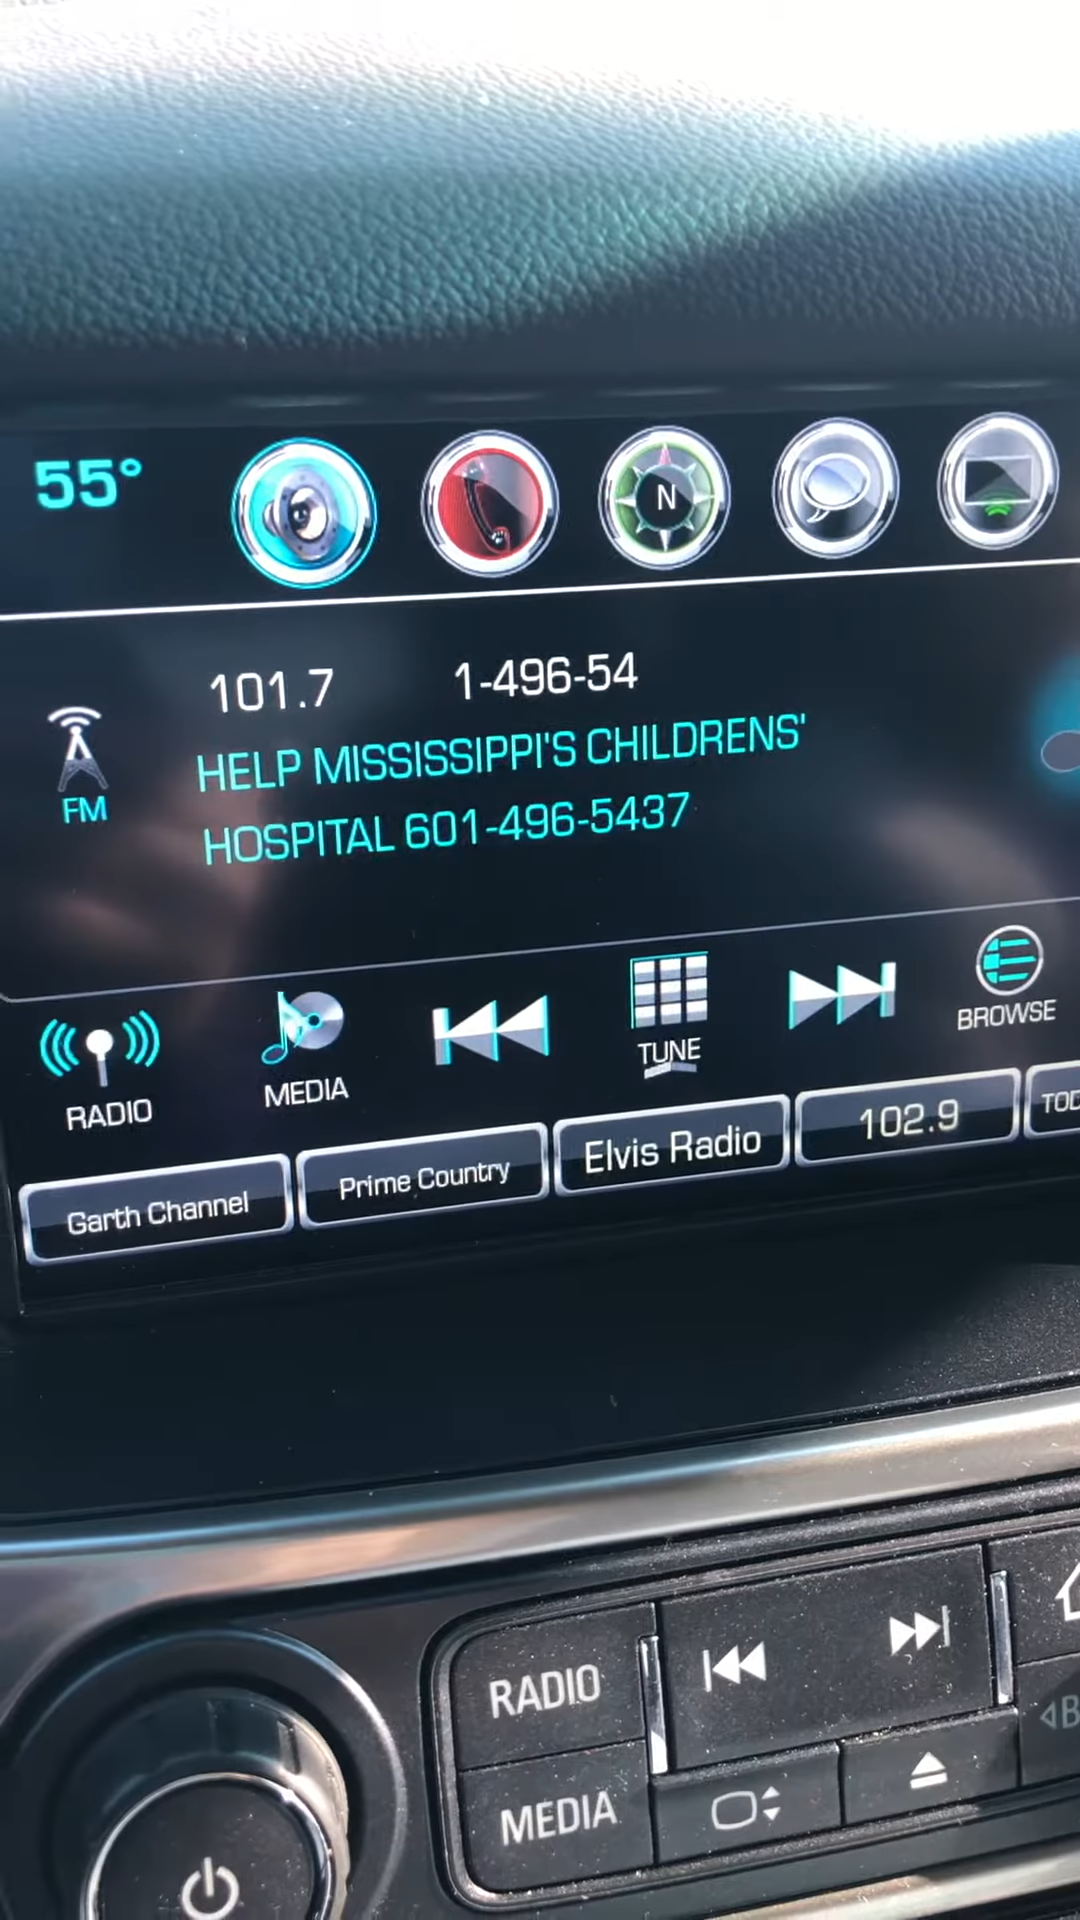 55°
N
101.7 1-496-54
HELP MISSISSIPPI'S CHILDRENS'
HOSPITAL 601-496-5437
FM
RADIO
MEDIA
TUNE
BROWSE
Garth Channel
Prime Country
Elvis Radio
102.9
RADIO
MEDIA